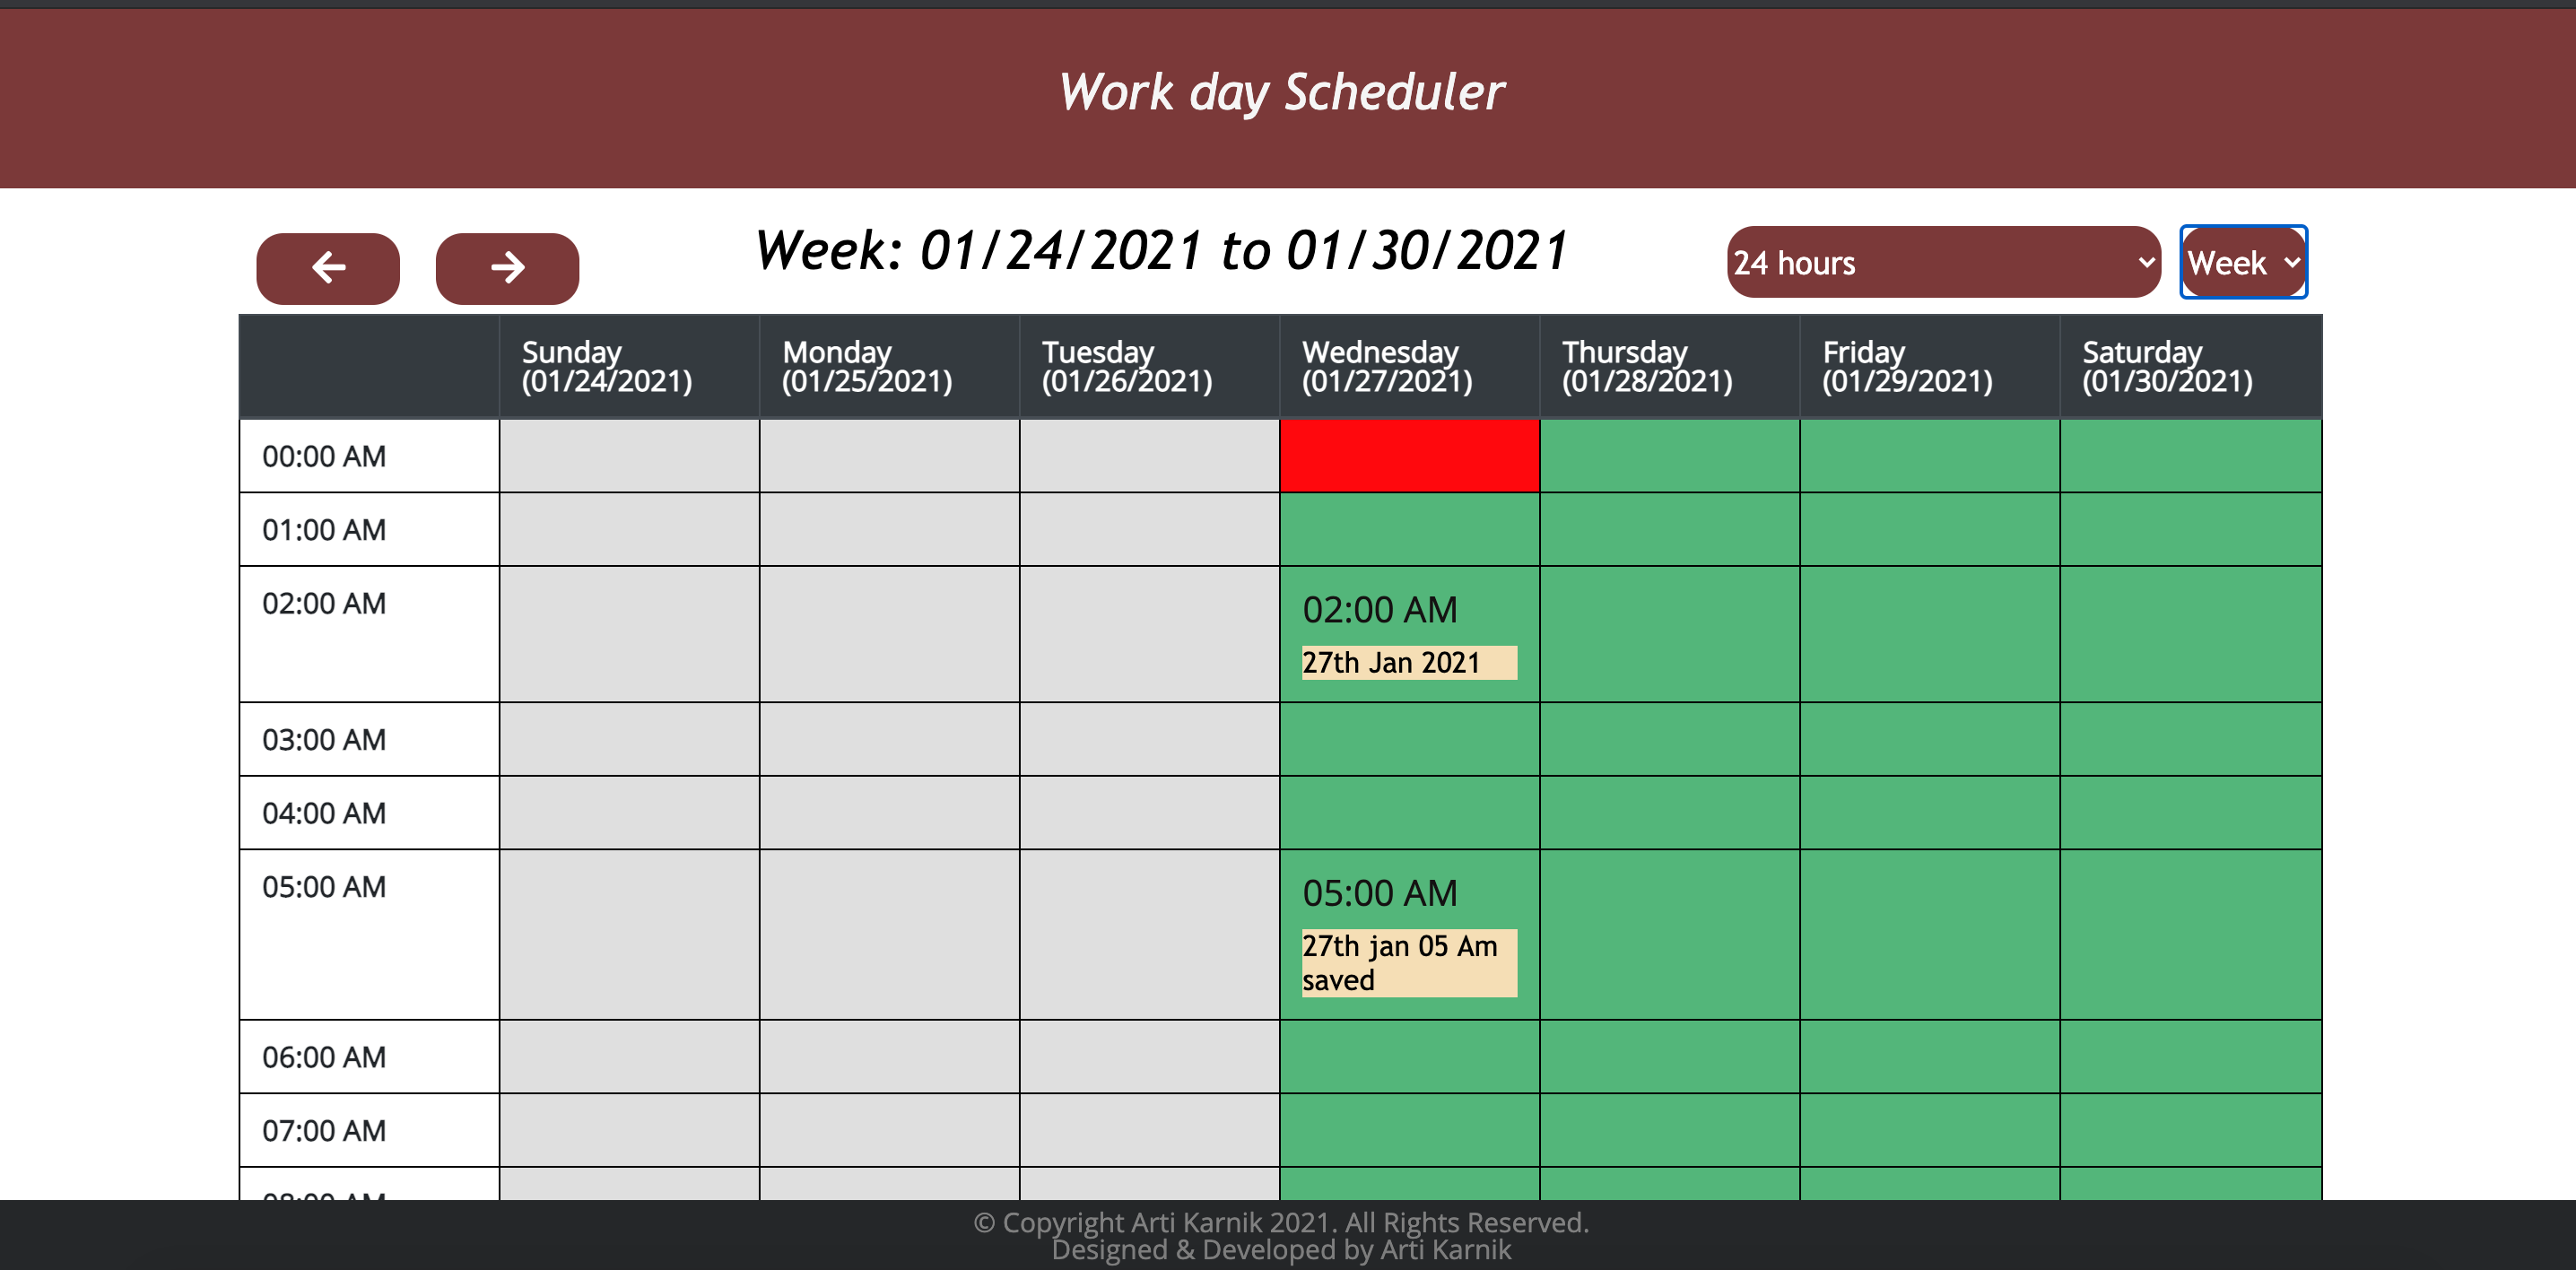 Work day Scheduler
Week: 01/24/2021 to 01/30/2021
24 hours
Week
Sunday
(01/24/2021)
Monday
(01/25/2021)
Tuesday
(01/26/2021)
Wednesday
(01/27/2021)
Thursday
(01/28/2021)
Friday
(01/29/2021)
Saturday
(01/30/2021)
00:00 AM
01:00 AM
02:00 AM
02:00 AM
27th Jan 2021
03:00 AM
04:00 AM
05:00 AM
05:00 AM
27th jan 05 Am
saved
06:00 AM
07:00 AM
08:00 AM
© Copyright Arti Karnik 2021. All Rights Reserved.
Designed & Developed by Arti Karnik